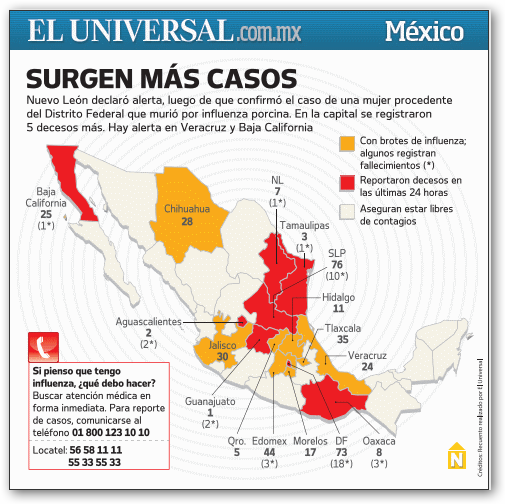 EL UNIVERSAL.com.mx
México
SURGEN MÁS CASOS
Nuevo León declaró alerta, luego de que confirmó el caso de una mujer procedente
del Distrito Federal que murió por influenza porcina. En la capital se registraron
5 decesos más. Hay alerta en Veracruz y Baja California
Con brotes de influenza;
algunos registran
fallecimientos (*)
Reportaron decesos en
las últimas 24 horas
Aseguran estar libres
de contagios
Baja
California
25
(1*)
Chihuahua
28
NL
7
(1*)
Tamaulipas
3
(1*)
SLP
76
(10*)
Hidalgo
11
Tlaxcala
35
Veracruz
24
Aguascalientes
2
(2*)
Jalisco
30
Guanajuato
1
(2*)
Qro.
5
Edomex
44
(3*)
Morelos
17
DF
73
(18*)
Oaxaca
8
(3*)
Si pienso que tengo
influenza, ¿qué debo hacer?
Buscar atención médica en
forma inmediata. Para reporte
de casos, comunicarse al
teléfono 01 800 123 10 10
Locatel: 56 58 11 11
55 33 55 33
N
Créditos: Recuento realizado por El Universal